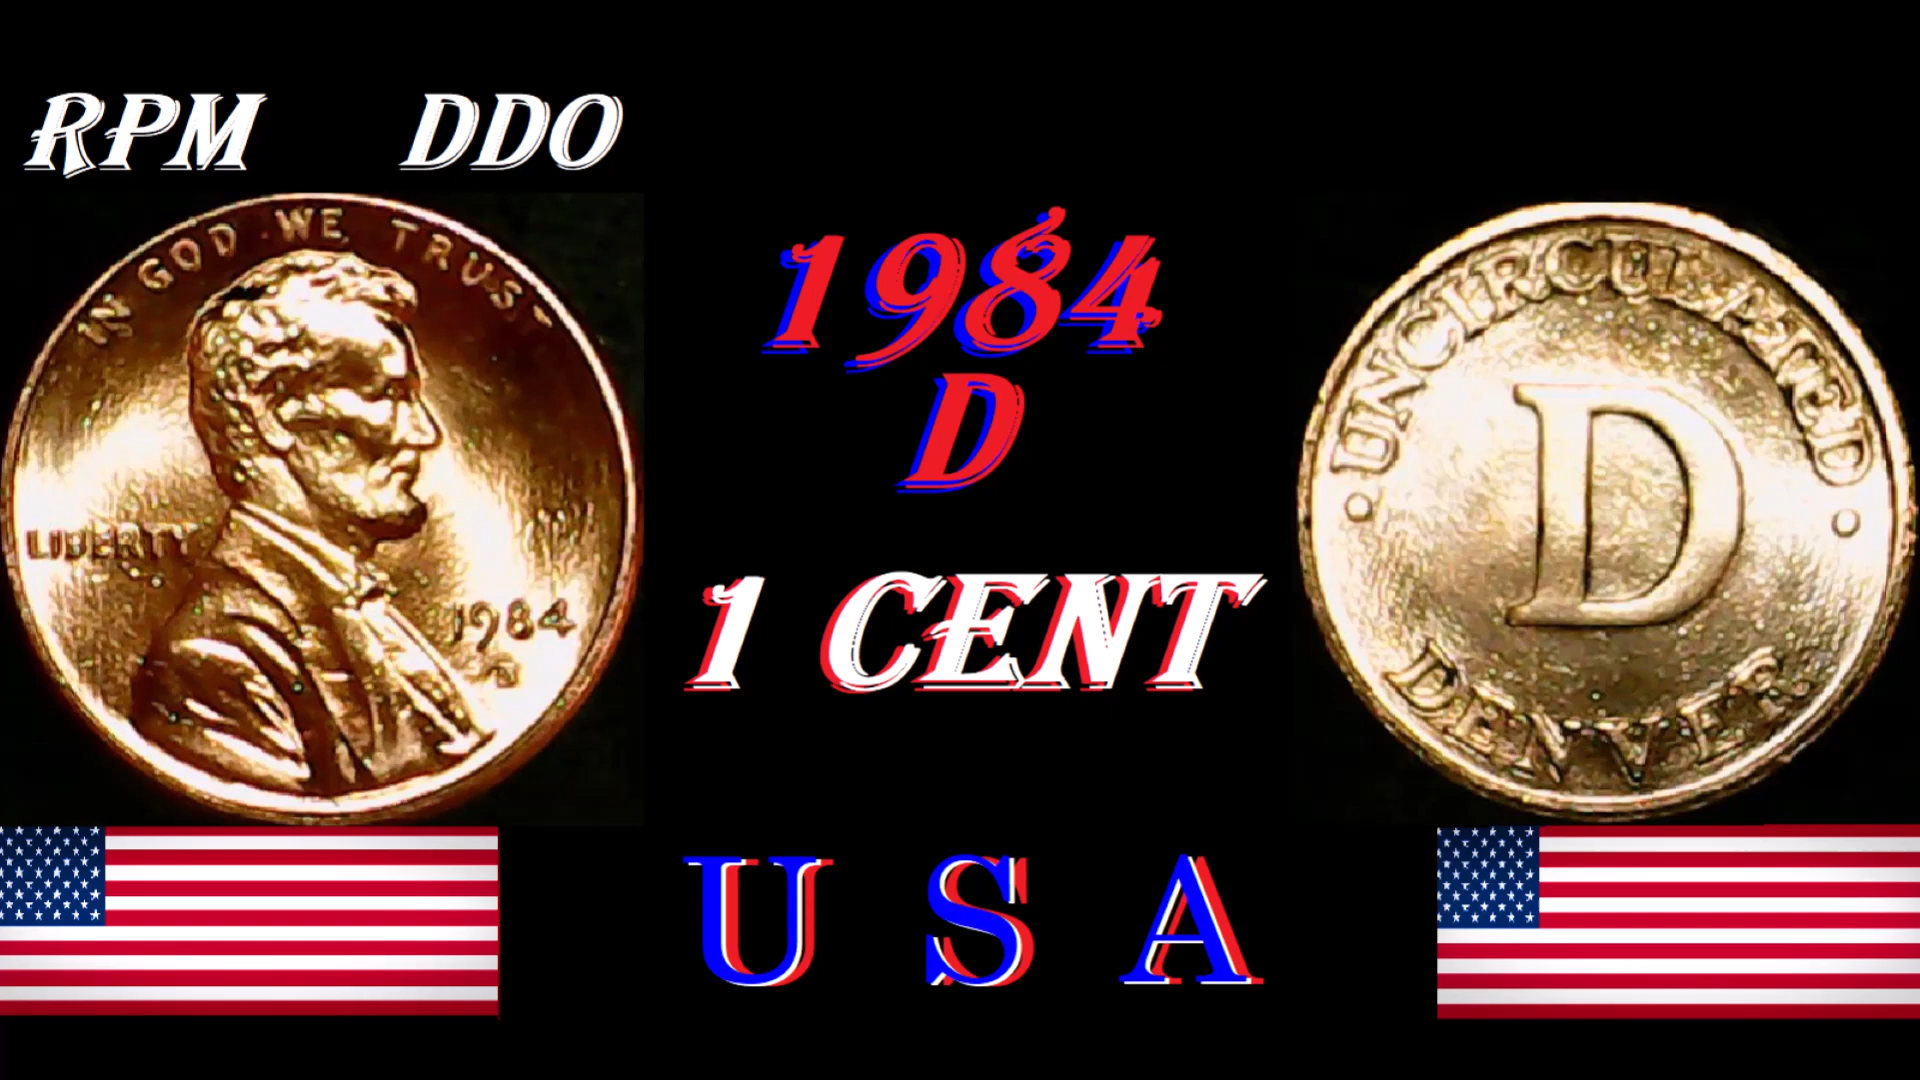 RPM DDO
IN GOD WE TRUST
LIBERTY
1984
D
1984
D
1 CENT
U S A
• UNCIRCULATED •
D
DENVER